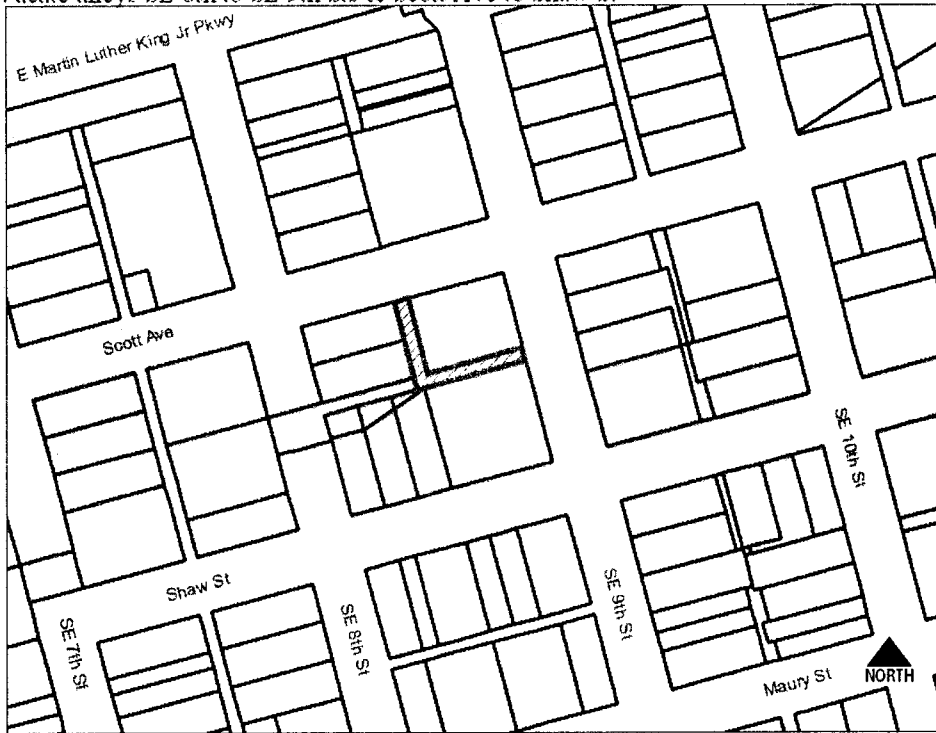 E Martin Luther King Jr Pkwy
Scott Ave
SE 10th St
Shaw St
SE 7th St
SE 8th St
SE 9th St
Maury St
NORTH